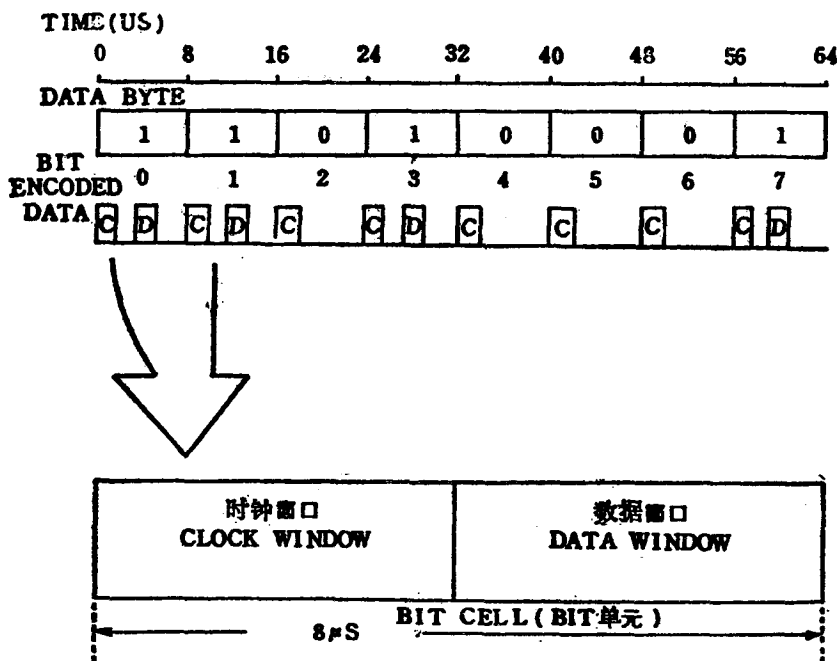 TIME(US)
0 8 16 24 32 40 48 56 64
DATA BYTE
1 1 0 1 0 0 0 1
BIT 0 1 2 3 4 5 6 7
ENCODED
DATA C D C D C C D C C C C D
时钟窗口
CLOCK WINDOW
数据窗口
DATA WINDOW
BIT CELL(BIT单元)
8μS